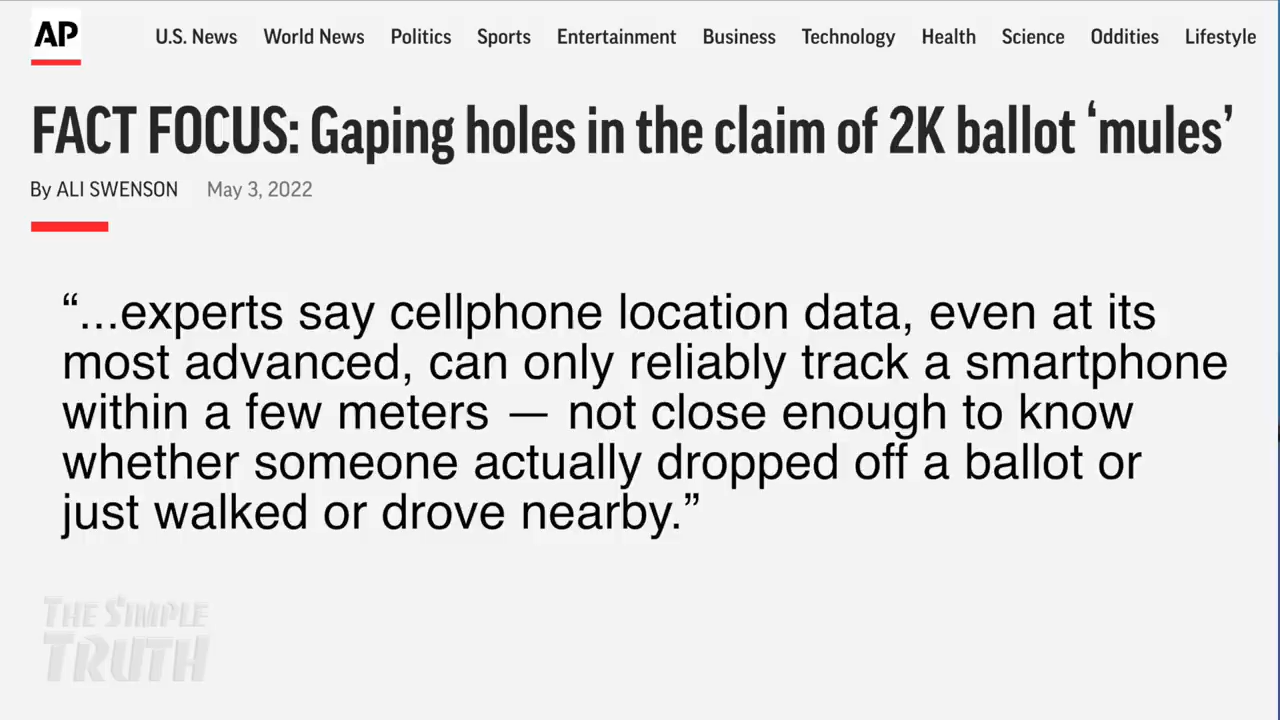 AP U.S. News World News Politics Sports Entertainment Business Technology Health Science Oddities Lifestyle
FACT FOCUS: Gaping holes in the claim of 2K ballot ‘mules’
By ALI SWENSON May 3, 2022
“...experts say cellphone location data, even at its
most advanced, can only reliably track a smartphone
within a few meters — not close enough to know
whether someone actually dropped off a ballot or
just walked or drove nearby.”
THE SIMPLE
TRUTH